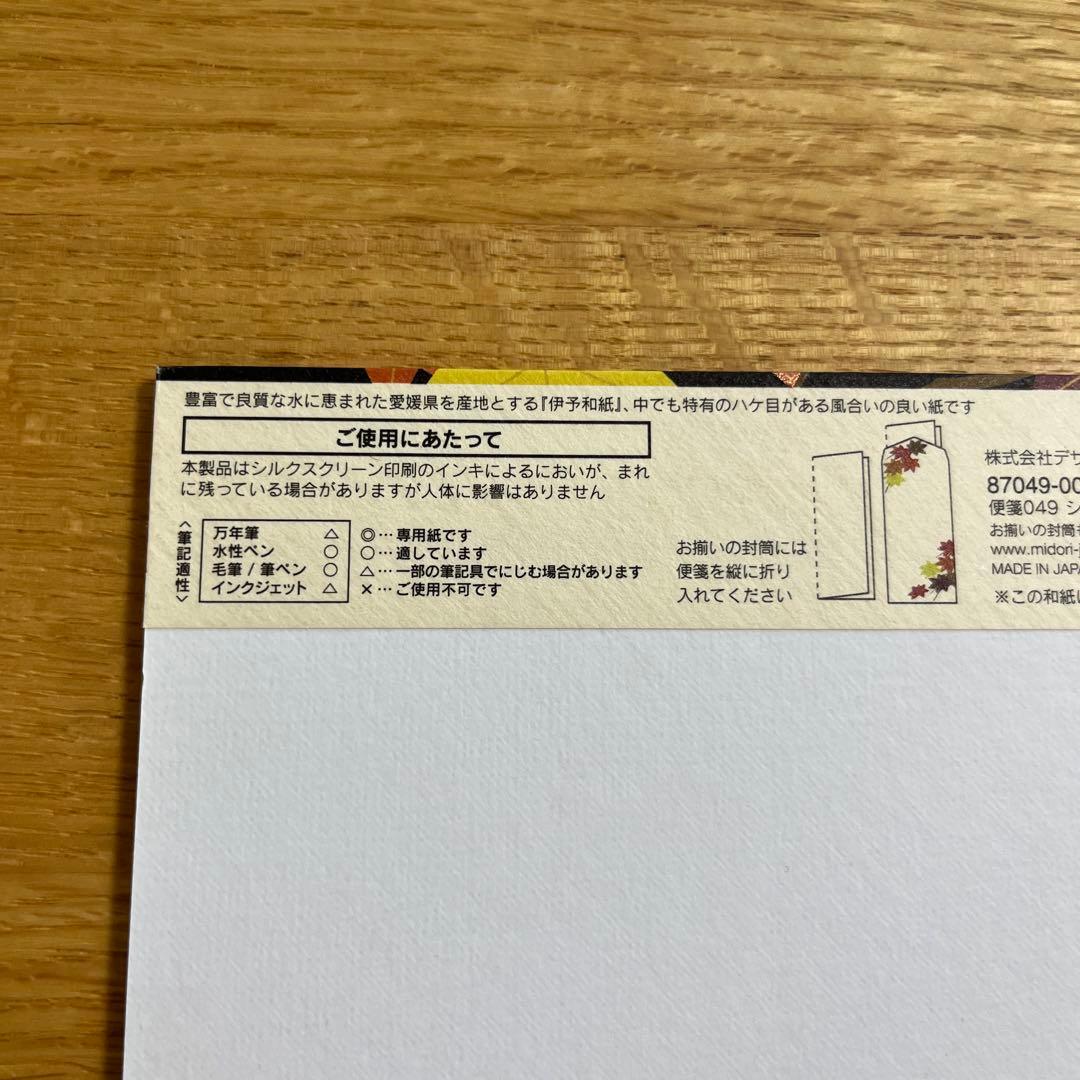 豊富で良質な水に恵まれた愛媛県を産地とする『伊予和紙』、中でも特有のハケ目がある風合いの良い紙です
ご使用にあたって
本製品はシルクスクリーン印刷のインキによるにおいが、まれ
に残っている場合がありますが人体に影響はありません
〈筆記適性〉
万年筆 △
水性ペン ○
毛筆 / 筆ペン ○
インクジェット △
◎… 専用紙です
○… 適しています
△… 一部の筆記具でにじむ場合があります
×… ご使用不可です
お揃いの封筒には
便箋を縦に折り
入れてください
株式会社デザ
87049-00
便箋049 シ
お揃いの封筒も
www.midori-j
MADE IN JAPA
※この和紙に